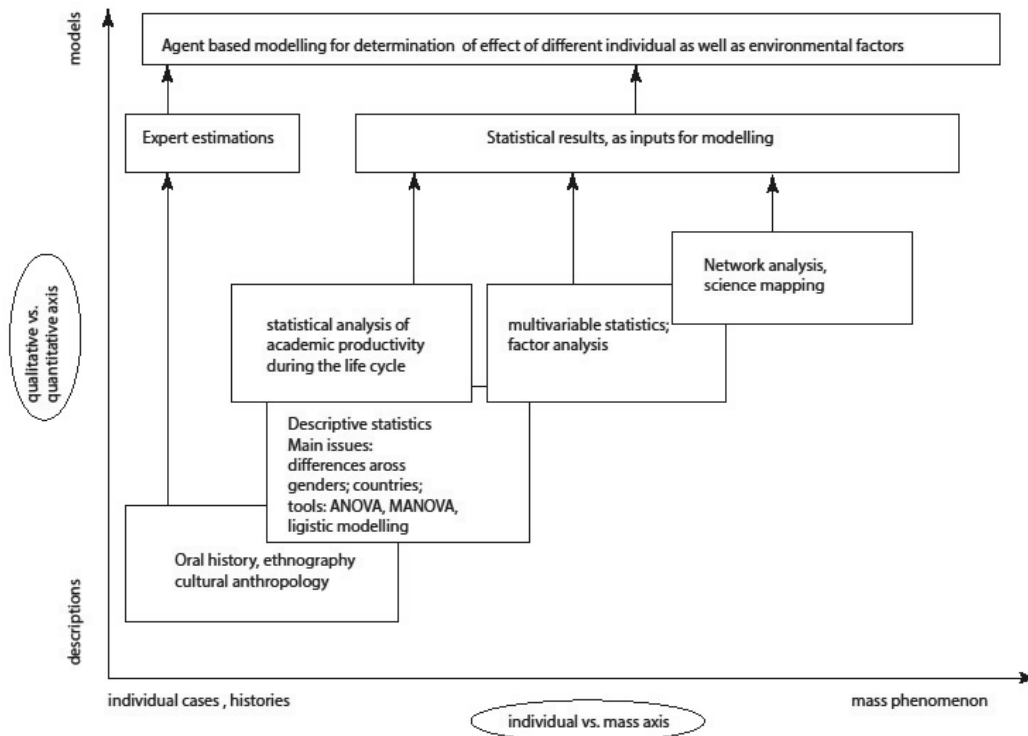 models
Agent based modelling for determination of effect of different individual as well as environmental factors
Expert estimations
Statistical results, as inputs for modelling
Network analysis,
science mapping
qualitative vs.
quantitative axis
statistical analysis of
academic productivity
during the life cycle
multivariable statistics;
factor analysis
Descriptive statistics
Main issues:
differences aross
genders; countries;
tools: ANOVA, MANOVA,
ligistic modelling
Oral history, ethnography
cultural anthropology
descriptions
individual cases , histories
mass phenomenon
individual vs. mass axis